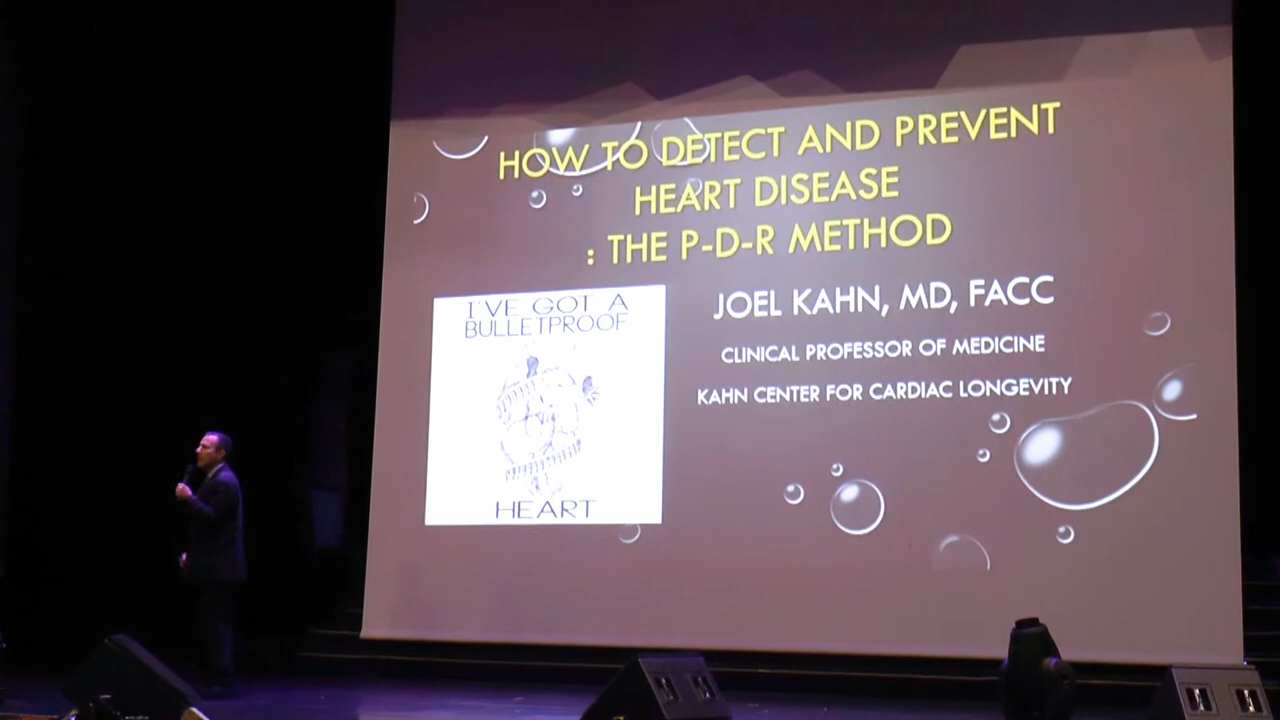 HOW TO DETECT AND PREVENT
HEART DISEASE
: THE P-D-R METHOD
I'VE GOT A
BULLETPROOF
HEART
JOEL KAHN, MD, FACC
CLINICAL PROFESSOR OF MEDICINE
KAHN CENTER FOR CARDIAC LONGEVITY